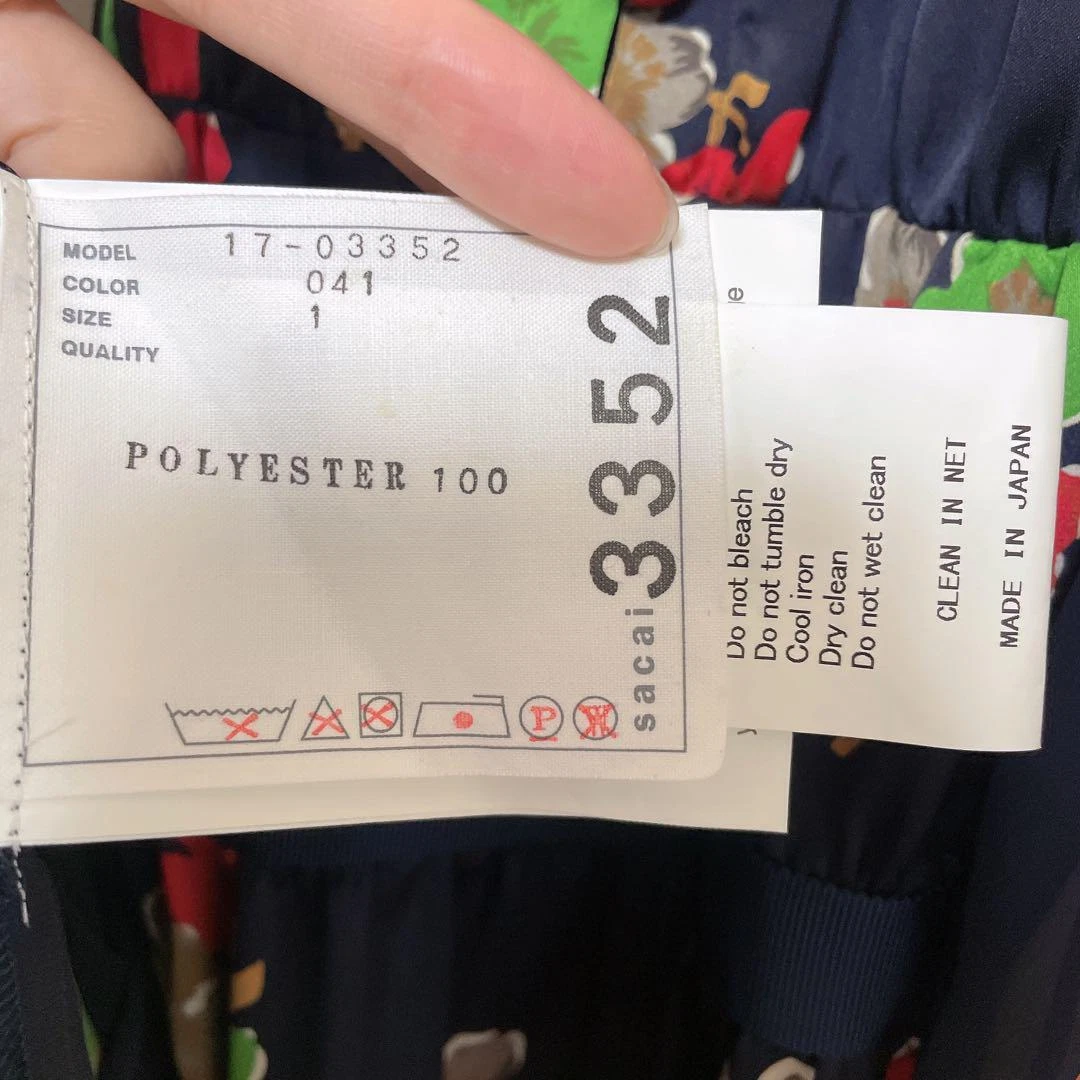 MODEL 17-03352
COLOR 041
SIZE 1
QUALITY
POLYESTER 100
P W
sacai 3352
le
Do not bleach
Do not tumble dry
Cool iron
Dry clean
Do not wet clean
CLEAN IN NET
MADE IN JAPAN